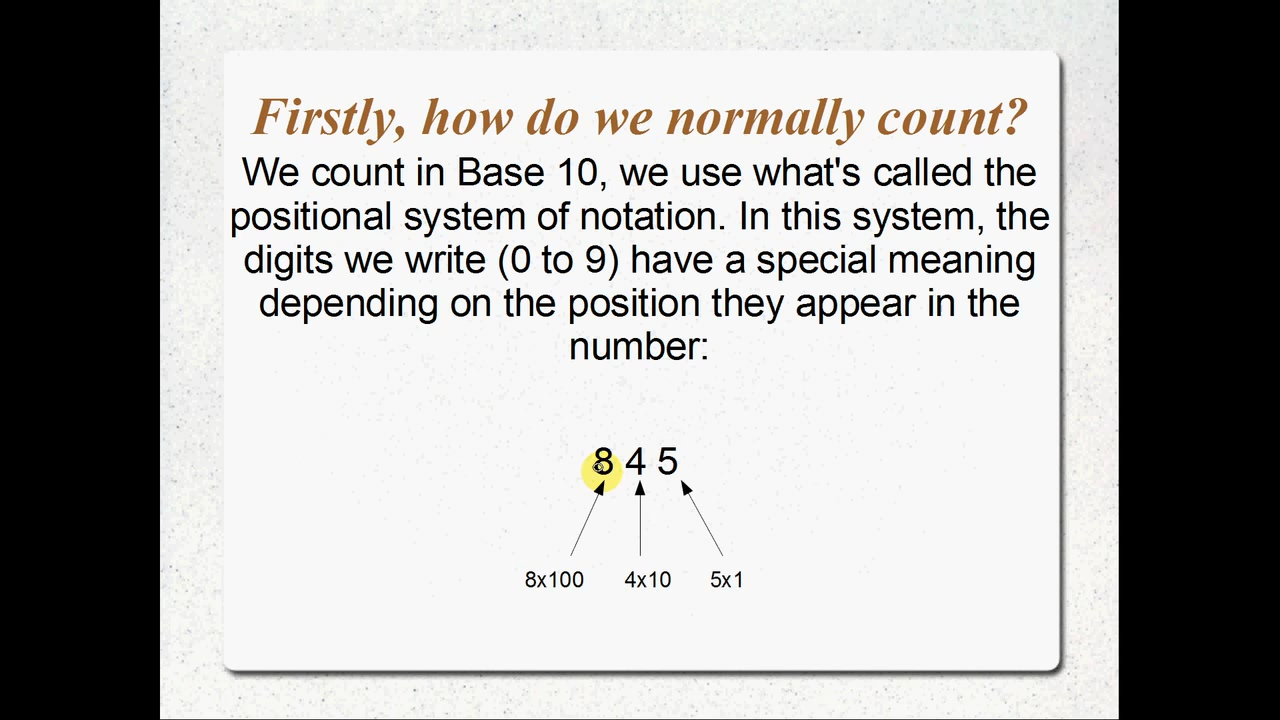 Firstly, how do we normally count?
We count in Base 10, we use what's called the
positional system of notation. In this system, the
digits we write (0 to 9) have a special meaning
depending on the position they appear in the
number:
8 4 5
8x100 4x10 5x1